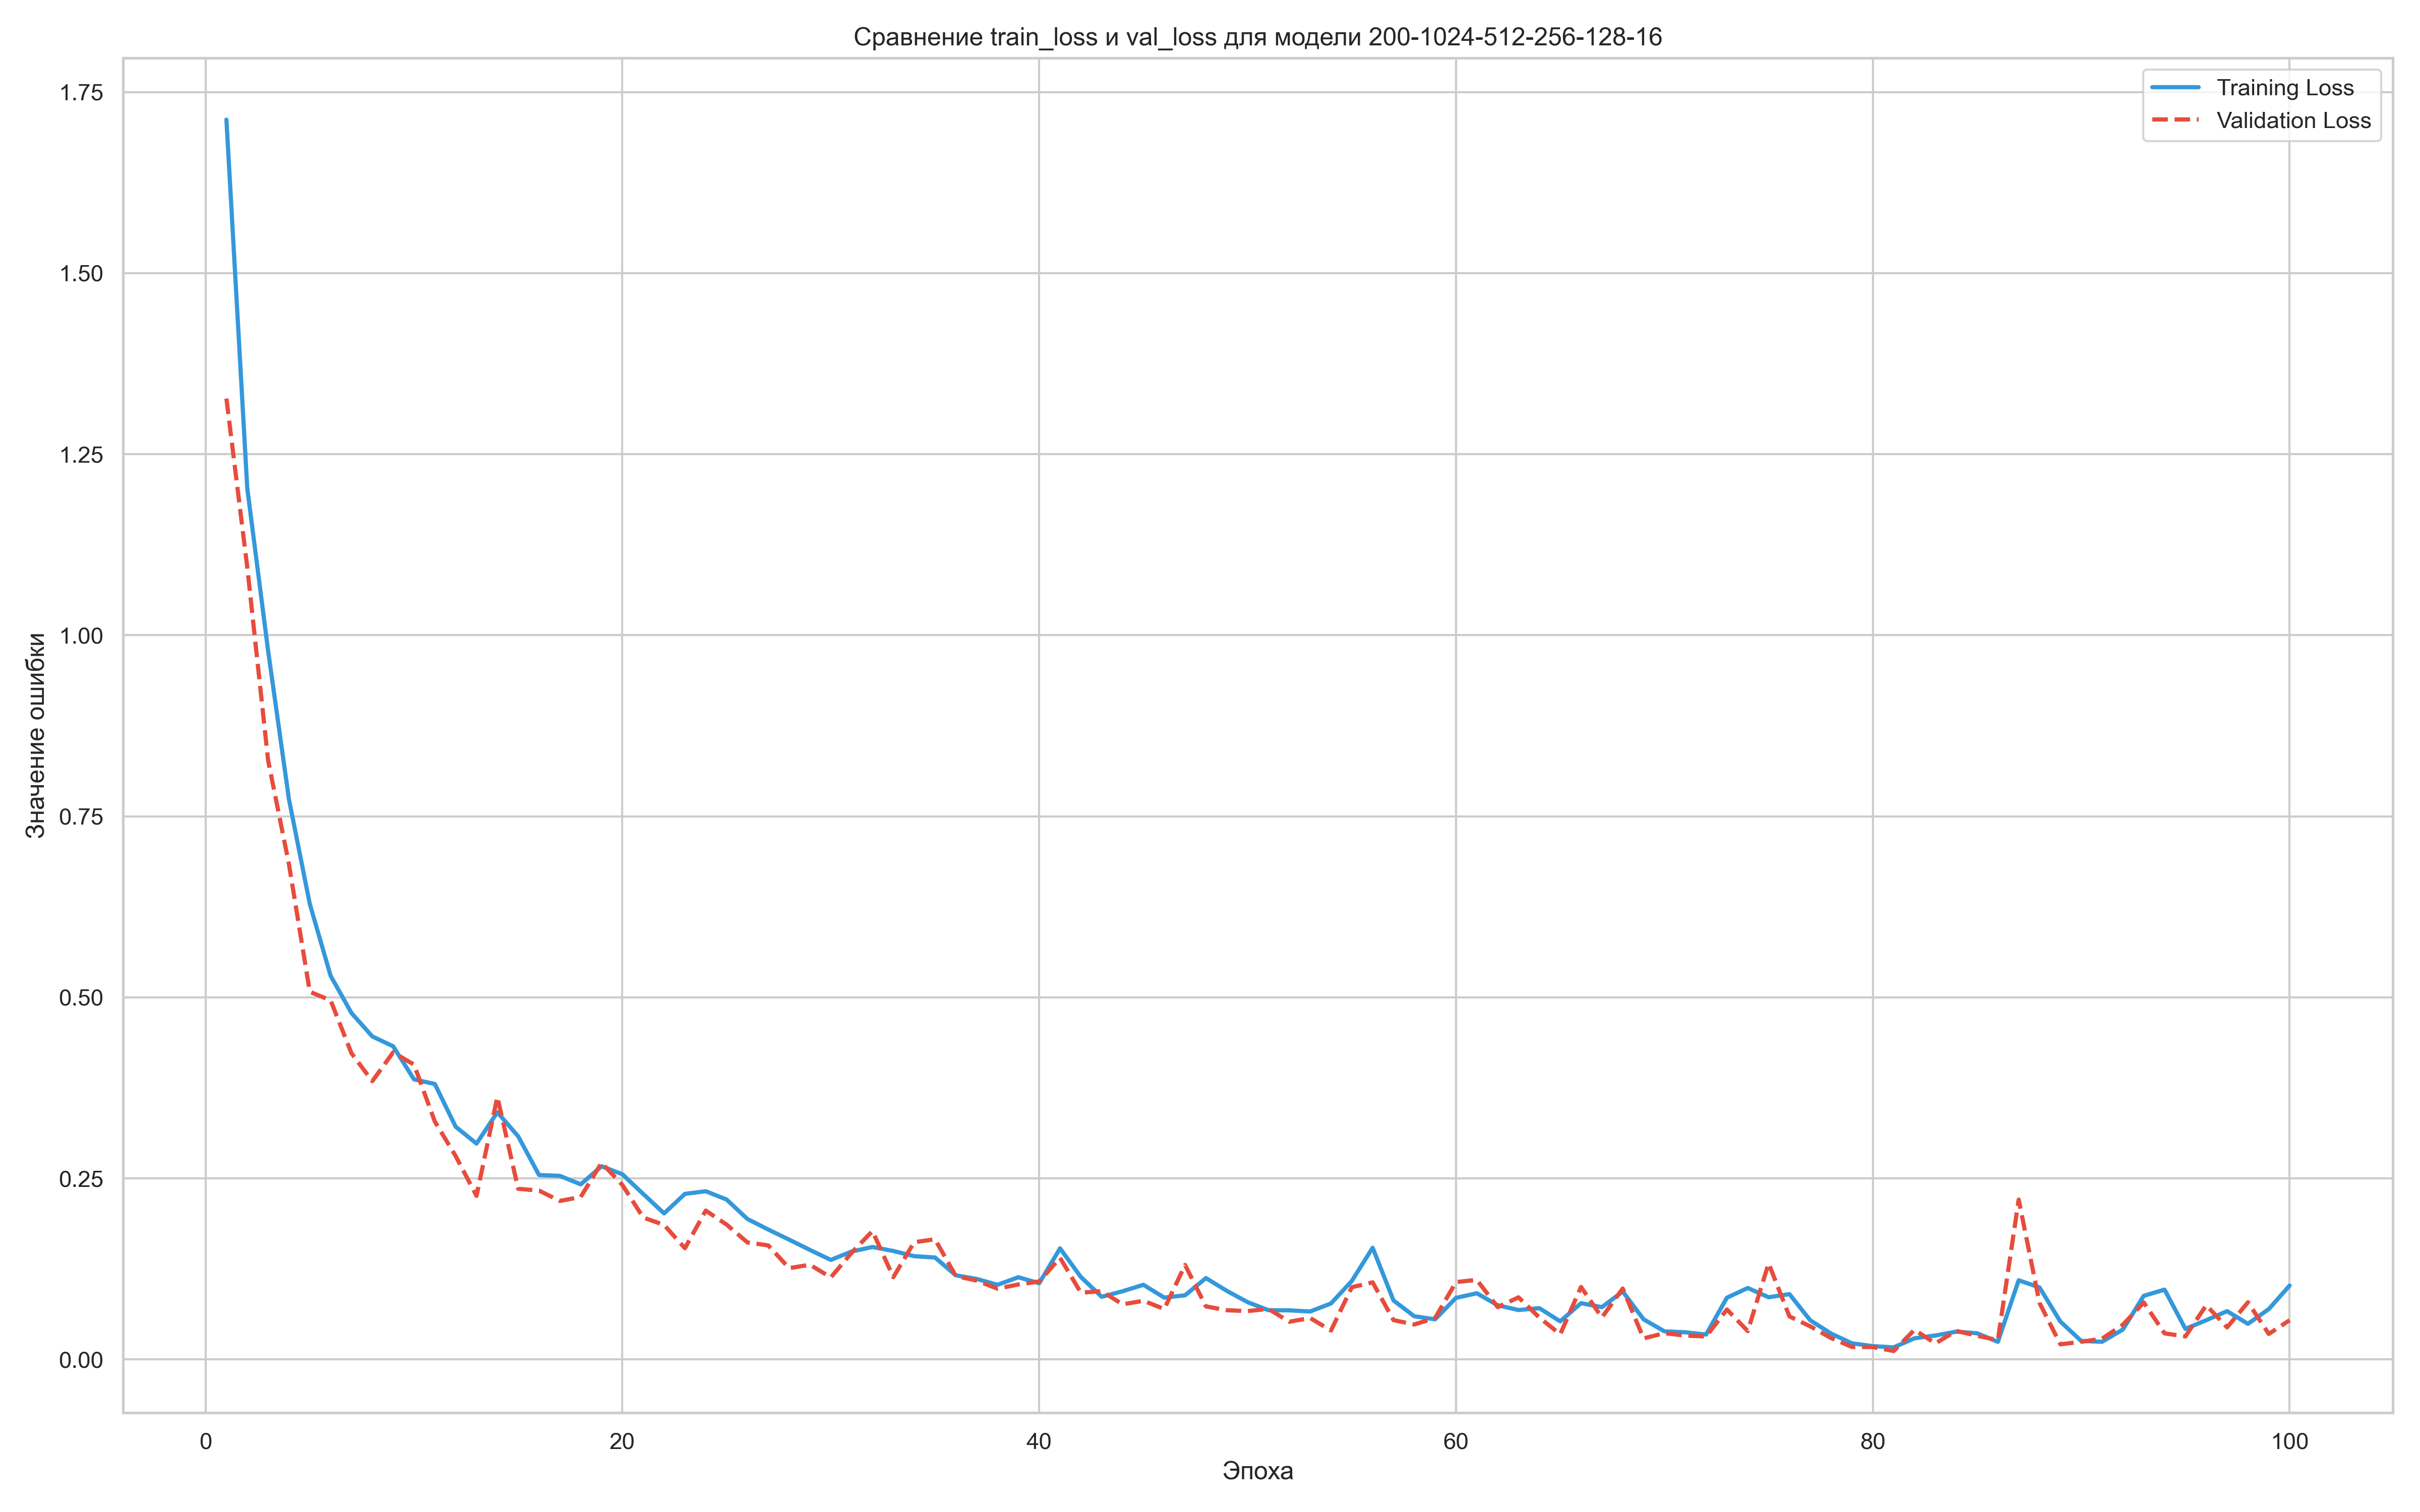 Сравнение train_loss и val_loss для модели 200-1024-512-256-128-16
Training Loss
Validation Loss
Значение ошибки
1.75
1.50
1.25
1.00
0.75
0.50
0.25
0.00
0
20
40
60
80
100
Эпоха